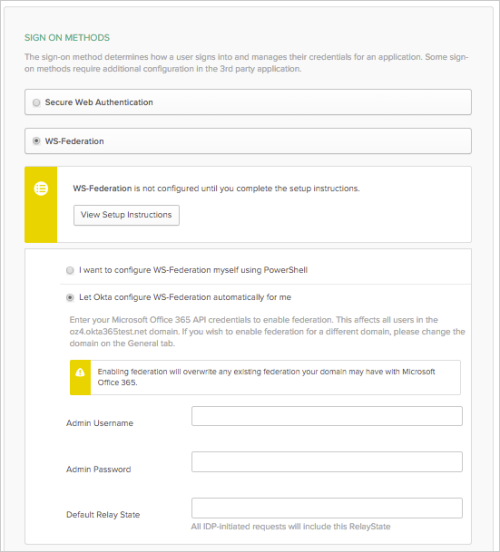 SIGN ON METHODS
The sign-on method determines how a user signs into and manages their credentials for an application. Some sign-
on methods require additional configuration in the 3rd party application.
Secure Web Authentication
WS-Federation
WS-Federation is not configured until you complete the setup instructions.
View Setup Instructions
I want to configure WS-Federation myself using PowerShell
Let Okta configure WS-Federation automatically for me
Enter your Microsoft Office 365 API credentials to enable federation. This affects all users in the
oz4.okta365test.net domain. If you wish to enable federation for a different domain, please change the
domain on the General tab.
Enabling federation will overwrite any existing federation your domain may have with Microsoft
Office 365.
Admin Username
Admin Password
Default Relay State
All IDP-initiated requests will include this RelayState